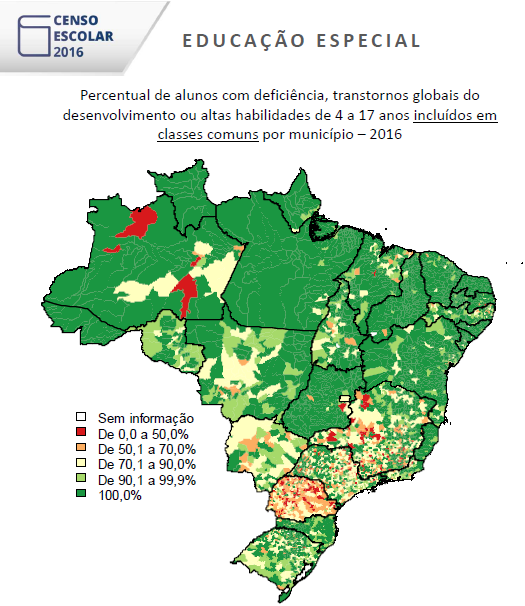 CENSO
ESCOLAR
2016
EDUCAÇÃO ESPECIAL
Percentual de alunos com deficiência, transtornos globais do
desenvolvimento ou altas habilidades de 4 a 17 anos incluídos em
classes comuns por município – 2016
Sem informação
De 0,0 a 50,0%
De 50,1 a 70,0%
De 70,1 a 90,0%
De 90,1 a 99,9%
100,0%